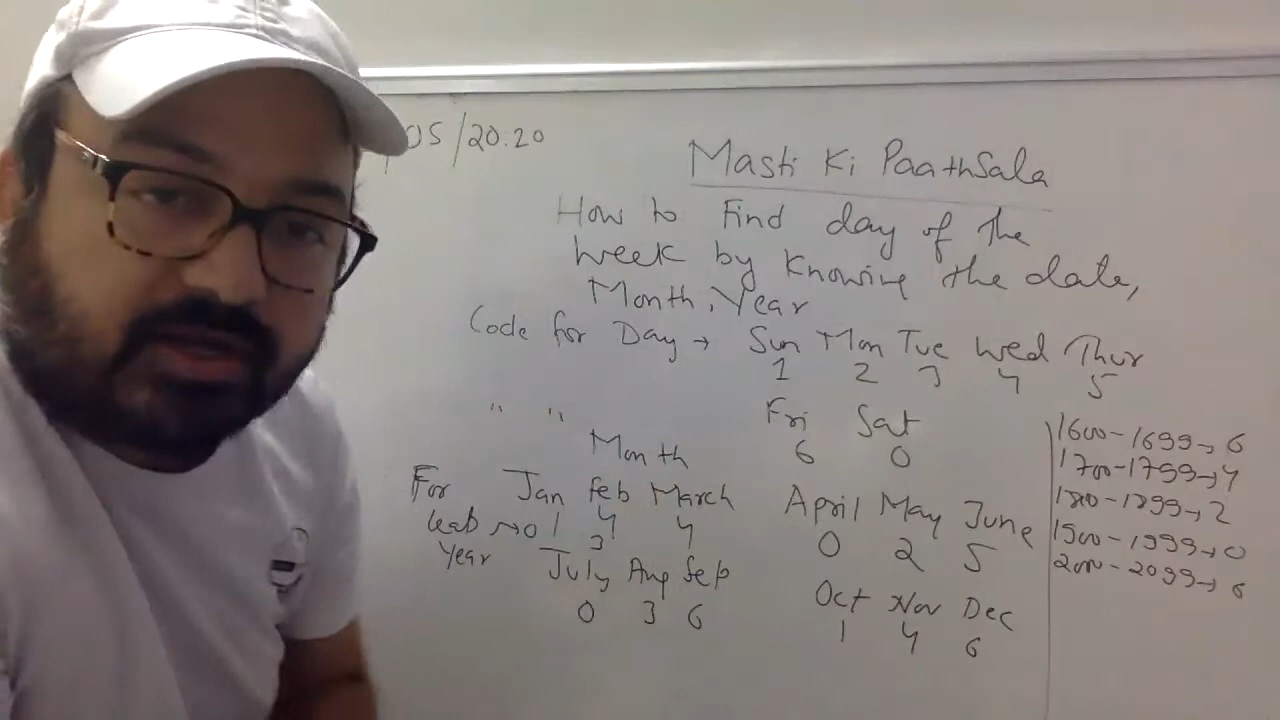 05/20.20
Masti Ki PaathSala
How to Find day of the
week by knowing the date,
Month, Year
Code for Day → Sun Mon Tue Wed Thur
1 2 3 4 5
Fri Sat
6 0
" " Month
For Jan feb March April May June
leab → 0 1 4 4 0 2 5
year 3
July Aug Sep Oct Nov Dec
0 3 6 1 4 6
1600-1699→ 6
1700-1799→4
1800-1899→2
1900-1999→0
2000-2099→6